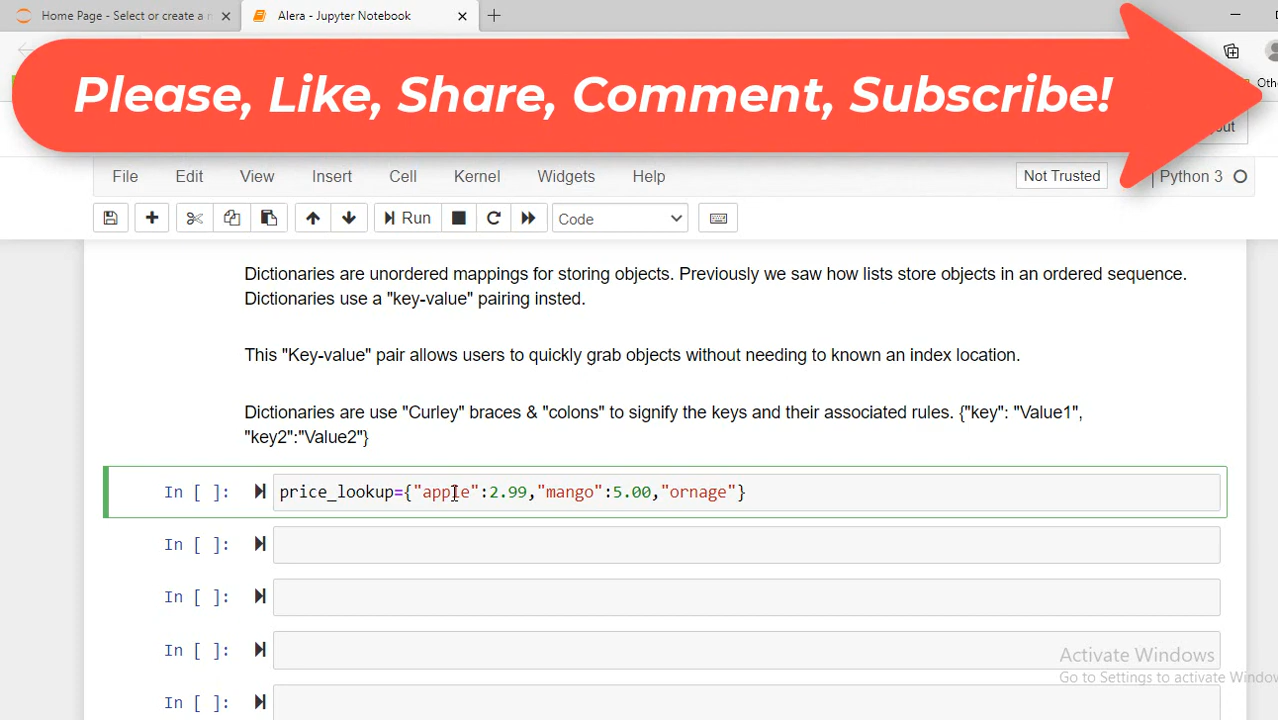 Home Page - Select or create a n
Alera - Jupyter Notebook
Please, Like, Share, Comment, Subscribe!
Oth
out
File Edit View Insert Cell Kernel Widgets Help Not Trusted Python 3
Run Code
Dictionaries are unordered mappings for storing objects. Previously we saw how lists store objects in an ordered sequence.
Dictionaries use a "key-value" pairing insted.
This "Key-value" pair allows users to quickly grab objects without needing to known an index location.
Dictionaries are use "Curley" braces & "colons" to signify the keys and their associated rules. {"key": "Value1",
"key2":"Value2"}
In [ ]: price_lookup={"apple":2.99,"mango":5.00,"ornage"}
In [ ]:
In [ ]:
In [ ]:
In [ ]:
Activate Windows
Go to Settings to activate Windo